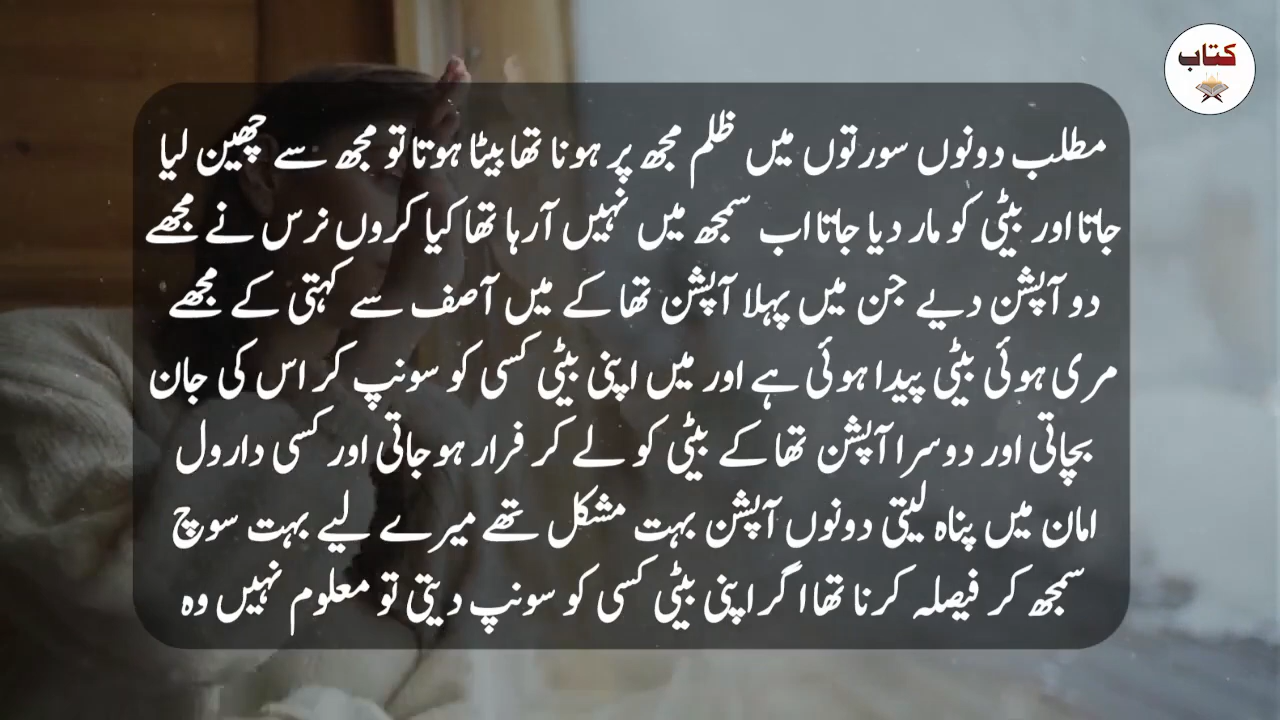 کتاب
مطلب دونوں سورتوں میں ظلم مجھ پر ہونا تھا بیٹا ہوتا تو مجھ سے چھین لیا
جاتا اور بیٹی کو مار دیا جاتا اب سمجھ میں نہیں آرہا تھا کیا کروں نرس نے مجھے
دو آپشن دیے جن میں پہلا آپشن تھا کے میں آصف سے کہتی کے مجھے
مری ہوئی بیٹی پیدا ہوئی ہے اور میں اپنی بیٹی کسی کو سونپ کر اس کی جان
بچاتی اور دوسرا آپشن تھا کے بیٹی کو لے کر فرار ہو جاتی اور کسی دارول
امان میں پناہ لیتی دونوں آپشن بہت مشکل تھے میرے لیے بہت سوچ
سمجھ کر فیصلہ کرنا تھا اگر اپنی بیٹی کسی کو سونپ دیتی تو معلوم نہیں وہ